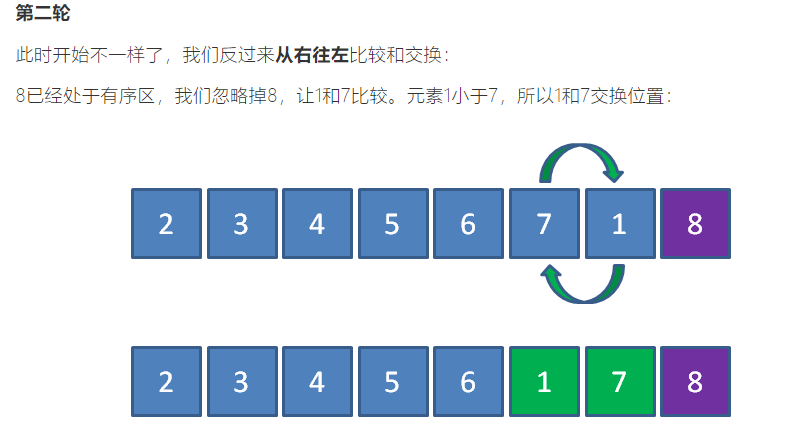 第二轮
此时开始不一样了，我们反过来从右往左比较和交换：
8已经处于有序区，我们忽略掉8，让1和7比较。元素1小于7，所以1和7交换位置：
2 3 4 5 6 7 1 8
2 3 4 5 6 1 7 8